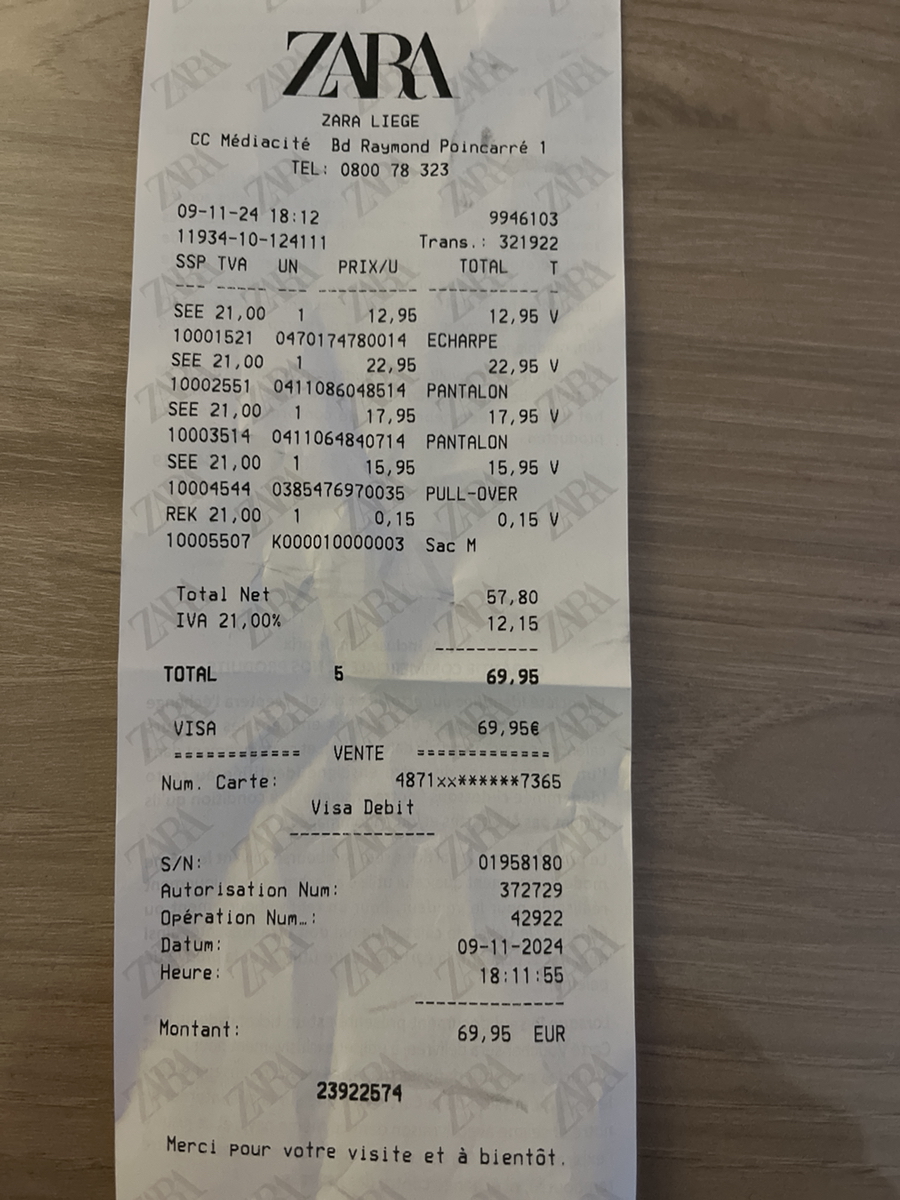 ZARA
ZARA LIEGE
CC Médiacité Bd Raymond Poincarré 1
TEL: 0800 78 323
09-11-24 18:12 9946103
11934-10-124111 Trans.: 321922
SSP TVA UN PRIX/U TOTAL T
--- ----- --- ---------- ----------- -
SEE 21,00 1 12,95 12,95 V
10001521 0470174780014 ECHARPE
SEE 21,00 1 22,95 22,95 V
10002551 0411086048514 PANTALON
SEE 21,00 1 17,95 17,95 V
10003514 0411064840714 PANTALON
SEE 21,00 1 15,95 15,95 V
10004544 0385476970035 PULL-OVER
REK 21,00 1 0,15 0,15 V
10005507 K000010000003 Sac M
Total Net 57,80
IVA 21,00% 12,15
----------
TOTAL 5 69,95
VISA 69,95€
============ VENTE =============
Num. Carte: 4871xx******7365
Visa Debit
--------------
S/N: 01958180
Autorisation Num: 372729
Opération Num…: 42922
Datum: 09-11-2024
Heure: 18:11:55
--------------
Montant: 69,95 EUR
23922574
Merci pour votre visite et à bientôt.